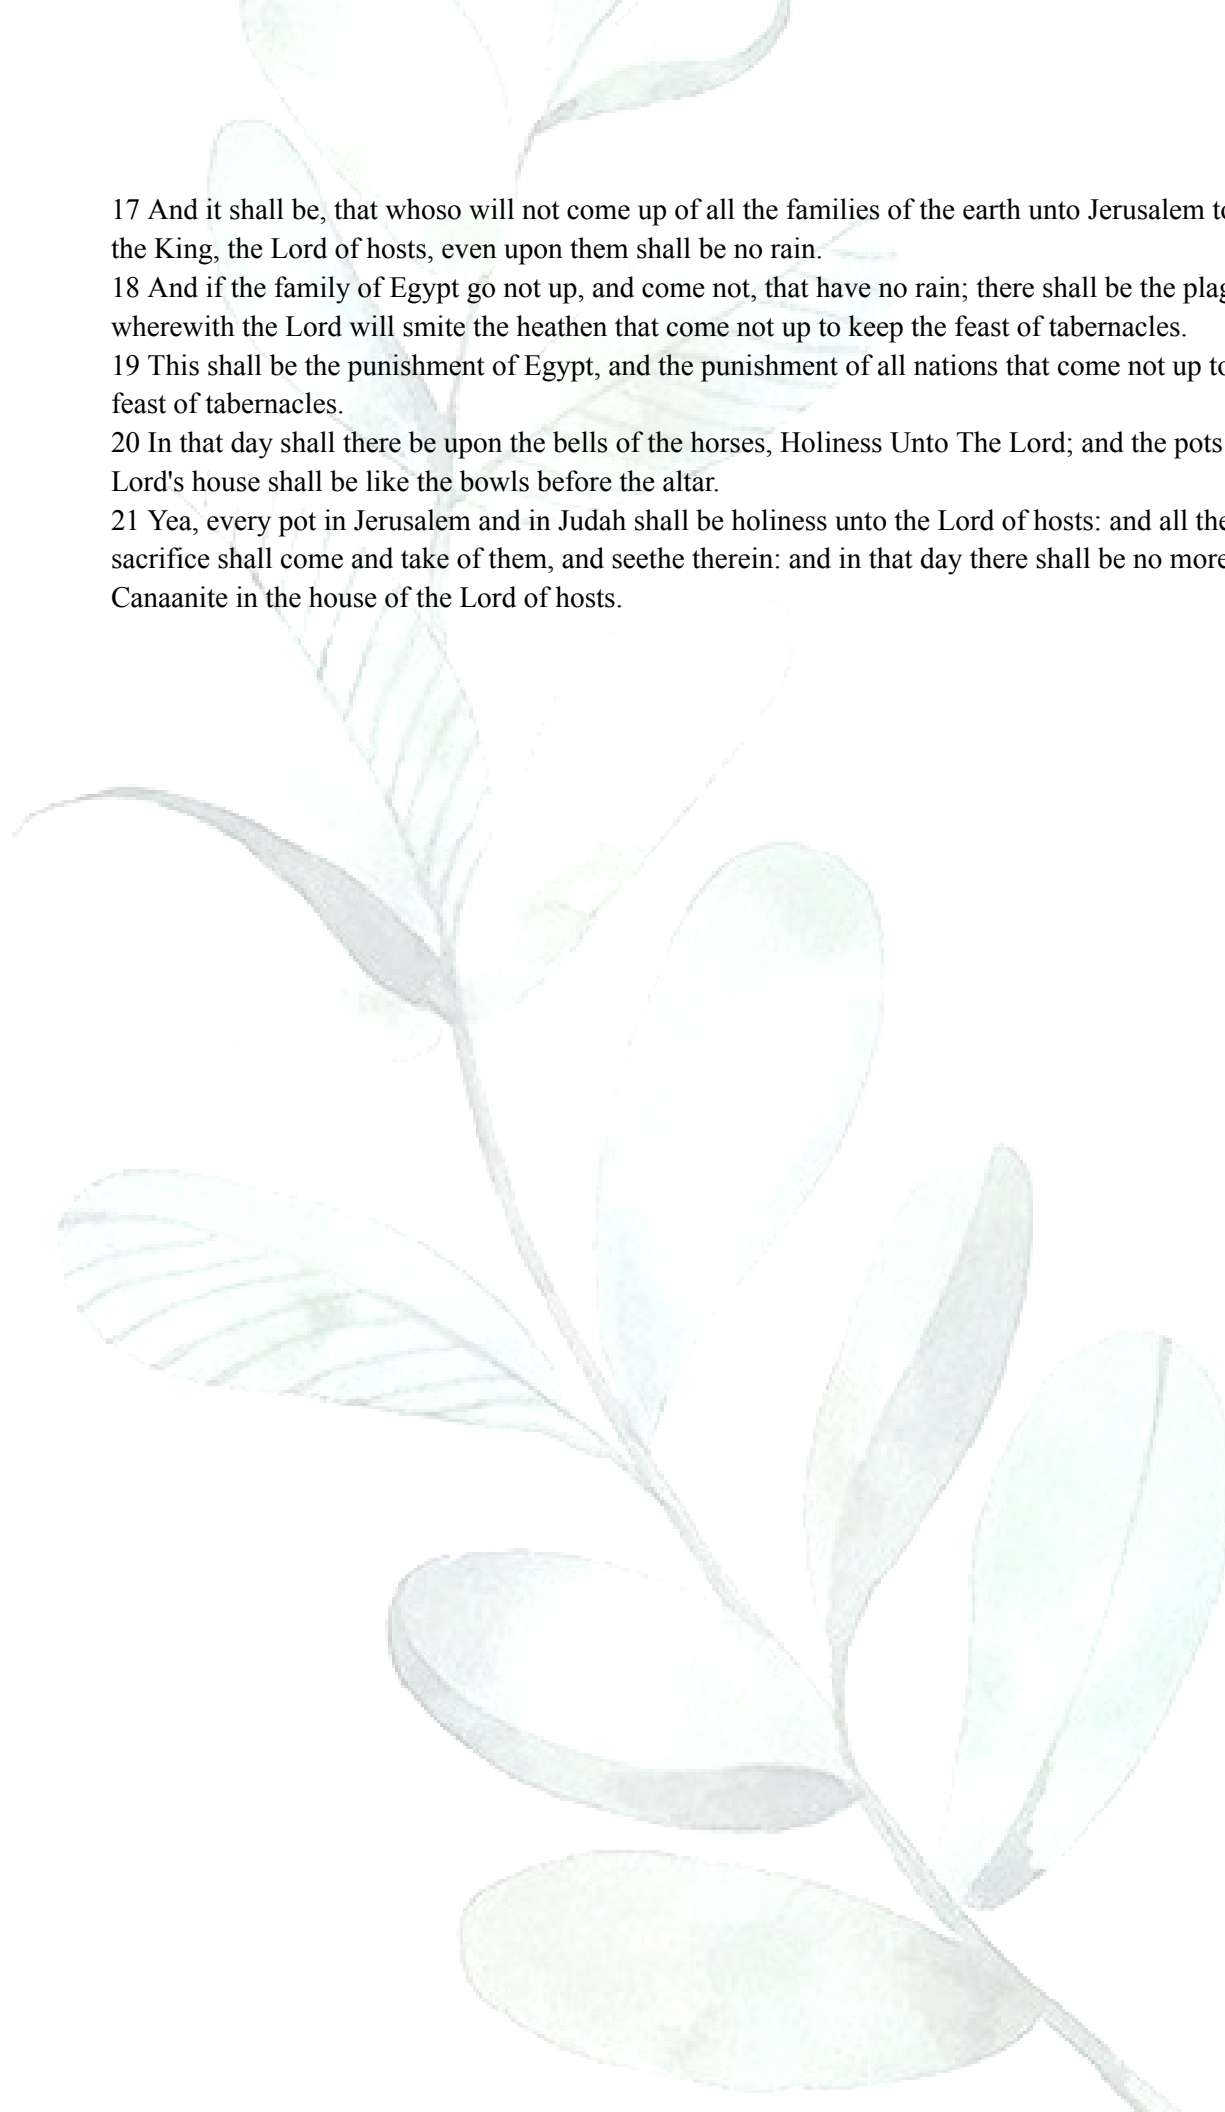 17 And it shall be, that whoso will not come up of all the families of the earth unto Jerusalem
the King, the Lord of hosts, even upon them shall be no rain.
18 And if the family of Egypt go not up, and come not, that have no rain; there shall be the
wherewith the Lord will smite the heathen that come not up to keep the feast of tabernacles.
19 This shall be the punishment of Egypt, and the punishment of all nations that come not up
feast of tabernacles.
20 In that day shall there be upon the bells of the horses, Holiness Unto The Lord; and the pots
Lord's house shall be like the bowls before the altar.
21 Yea, every pot in Jerusalem and in Judah shall be holiness unto the Lord of hosts: and all
sacrifice shall come and take of them, and seethe therein: and in that day there shall be no more
Canaanite in the house of the Lord of hosts.